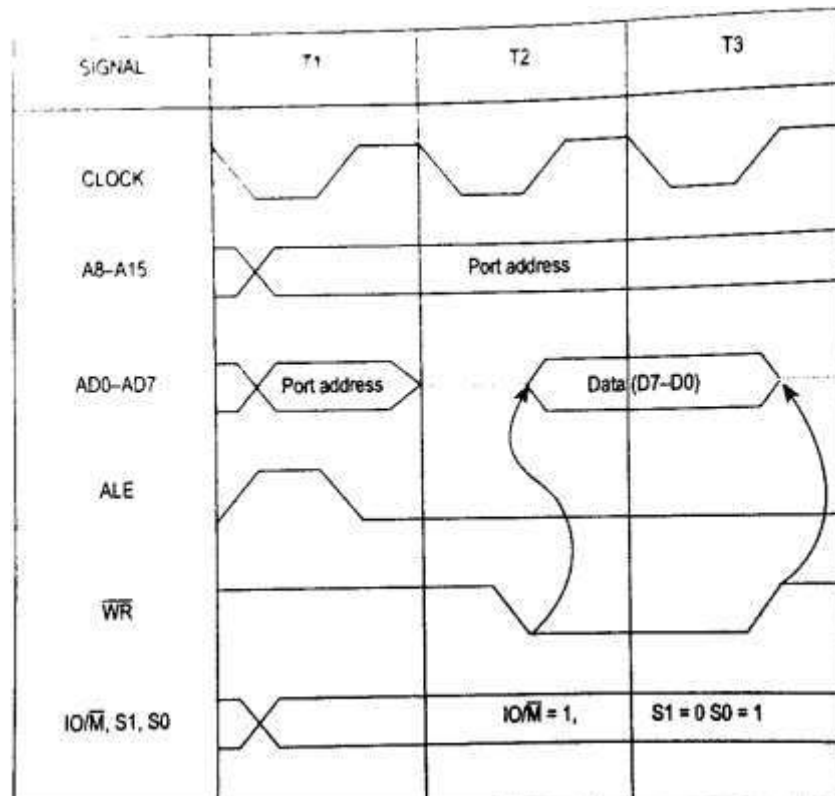 SIGNAL T1 T2 T3
CLOCK
A8–A15 Port address
AD0–AD7 Port address Data (D7–D0)
ALE
W̅R̅
IO/M̅, S1, S0 IO/M̅ = 1, S1 = 0 S0 = 1